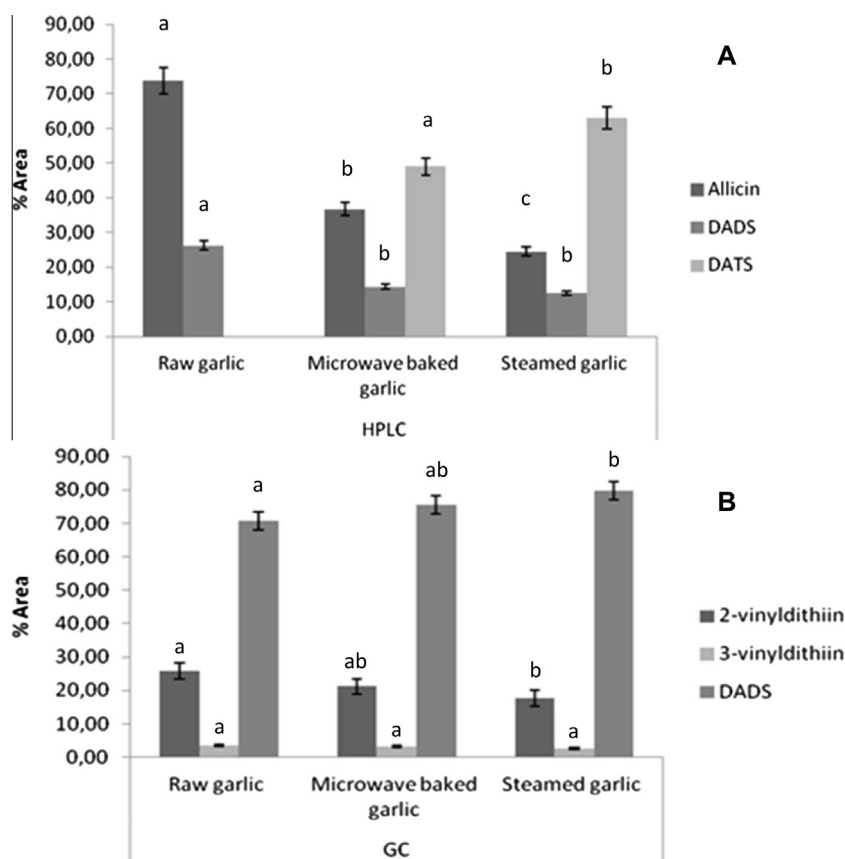 90,00
a
A
80,00
b
70,00
60,00
a
50,00
b
% Area
40,00
c
Allicin
a
30,00
b
b
DADS
20,00
DATS
10,00
0,00
Raw garlic
Microwave baked
garlic
Steamed garlic
HPLC
90,00
a
ab
b
B
80,00
70,00
60,00
% Area
50,00
40,00
2-vinyldithiin
30,00
a
ab
b
3-vinyldithiin
20,00
DADS
10,00
a
a
a
0,00
Raw garlic
Microwave baked
garlic
Steamed garlic
GC